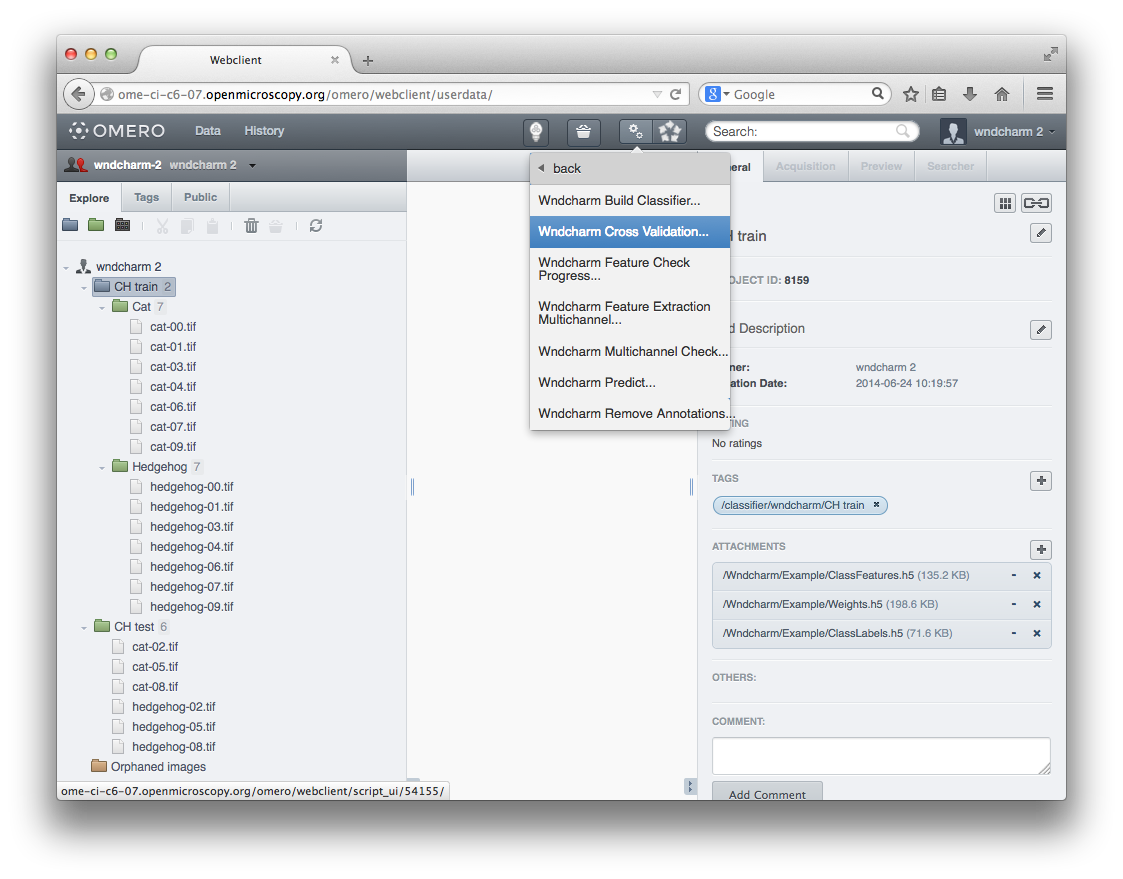 Webclient
ome-ci-c6-07.openmicroscopy.org/omero/webclient/userdata/
Google
OMERO
Data
History
Search:
wndcharm 2
wndcharm-2 wndcharm 2
Explore
Tags
Public
wndcharm 2
CH train 2
Cat 7
cat-00.tif
cat-01.tif
cat-03.tif
cat-04.tif
cat-06.tif
cat-07.tif
cat-09.tif
Hedgehog 7
hedgehog-00.tif
hedgehog-01.tif
hedgehog-03.tif
hedgehog-04.tif
hedgehog-06.tif
hedgehog-07.tif
hedgehog-09.tif
CH test 6
cat-02.tif
cat-05.tif
cat-08.tif
hedgehog-02.tif
hedgehog-05.tif
hedgehog-08.tif
Orphaned images
ome-ci-c6-07.openmicroscopy.org/omero/webclient/script_ui/54155/
back
Wndcharm Build Classifier...
Wndcharm Cross Validation...
Wndcharm Feature Check
Progress...
Wndcharm Feature Extraction
Multichannel...
Wndcharm Multichannel Check...
Wndcharm Predict...
Wndcharm Remove Annotations...
eral
Acquisition
Preview
Searcher
H train
OJECT ID: 8159
d Description
ner: wndcharm 2
ation Date: 2014-06-24 10:19:57
TING
No ratings
TAGS
/classifier/wndcharm/CH train
ATTACHMENTS
/Wndcharm/Example/ClassFeatures.h5 (135.2 KB)
/Wndcharm/Example/Weights.h5 (198.6 KB)
/Wndcharm/Example/ClassLabels.h5 (71.6 KB)
OTHERS:
COMMENT:
Add Comment